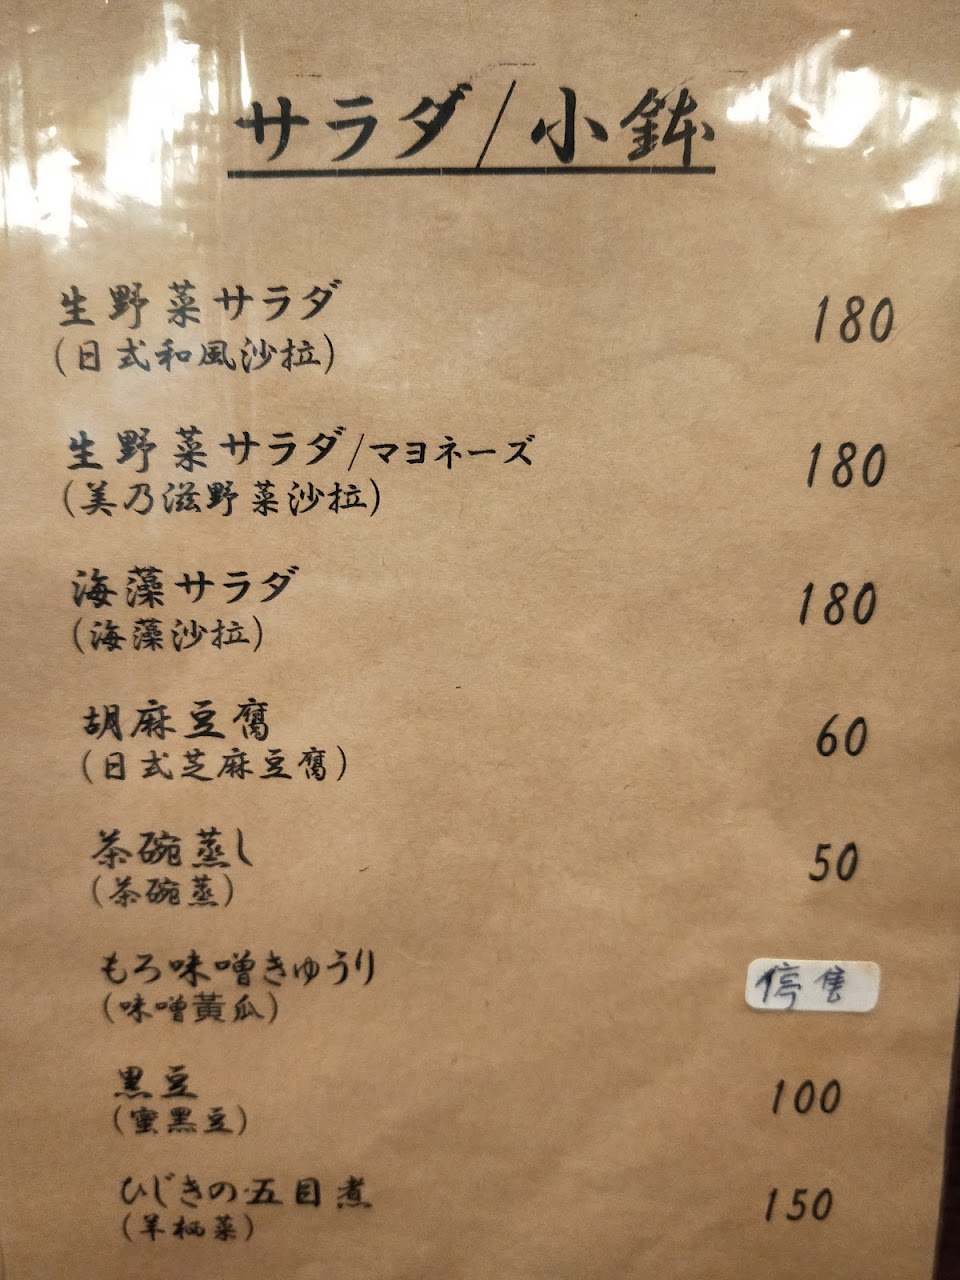 サラダ/小鉢
生野菜サラダ 180
(日式和風沙拉)
生野菜サラダ/マヨネーズ 180
(美乃滋野菜沙拉)
海藻サラダ 180
(海藻沙拉)
胡麻豆腐 60
(日式芝麻豆腐)
茶碗蒸し 50
(茶碗蒸)
もろ味噌きゅうり 停售
(味噌黃瓜)
黒豆 100
(蜜黑豆)
ひじきの五目煮 150
(羊栖菜)